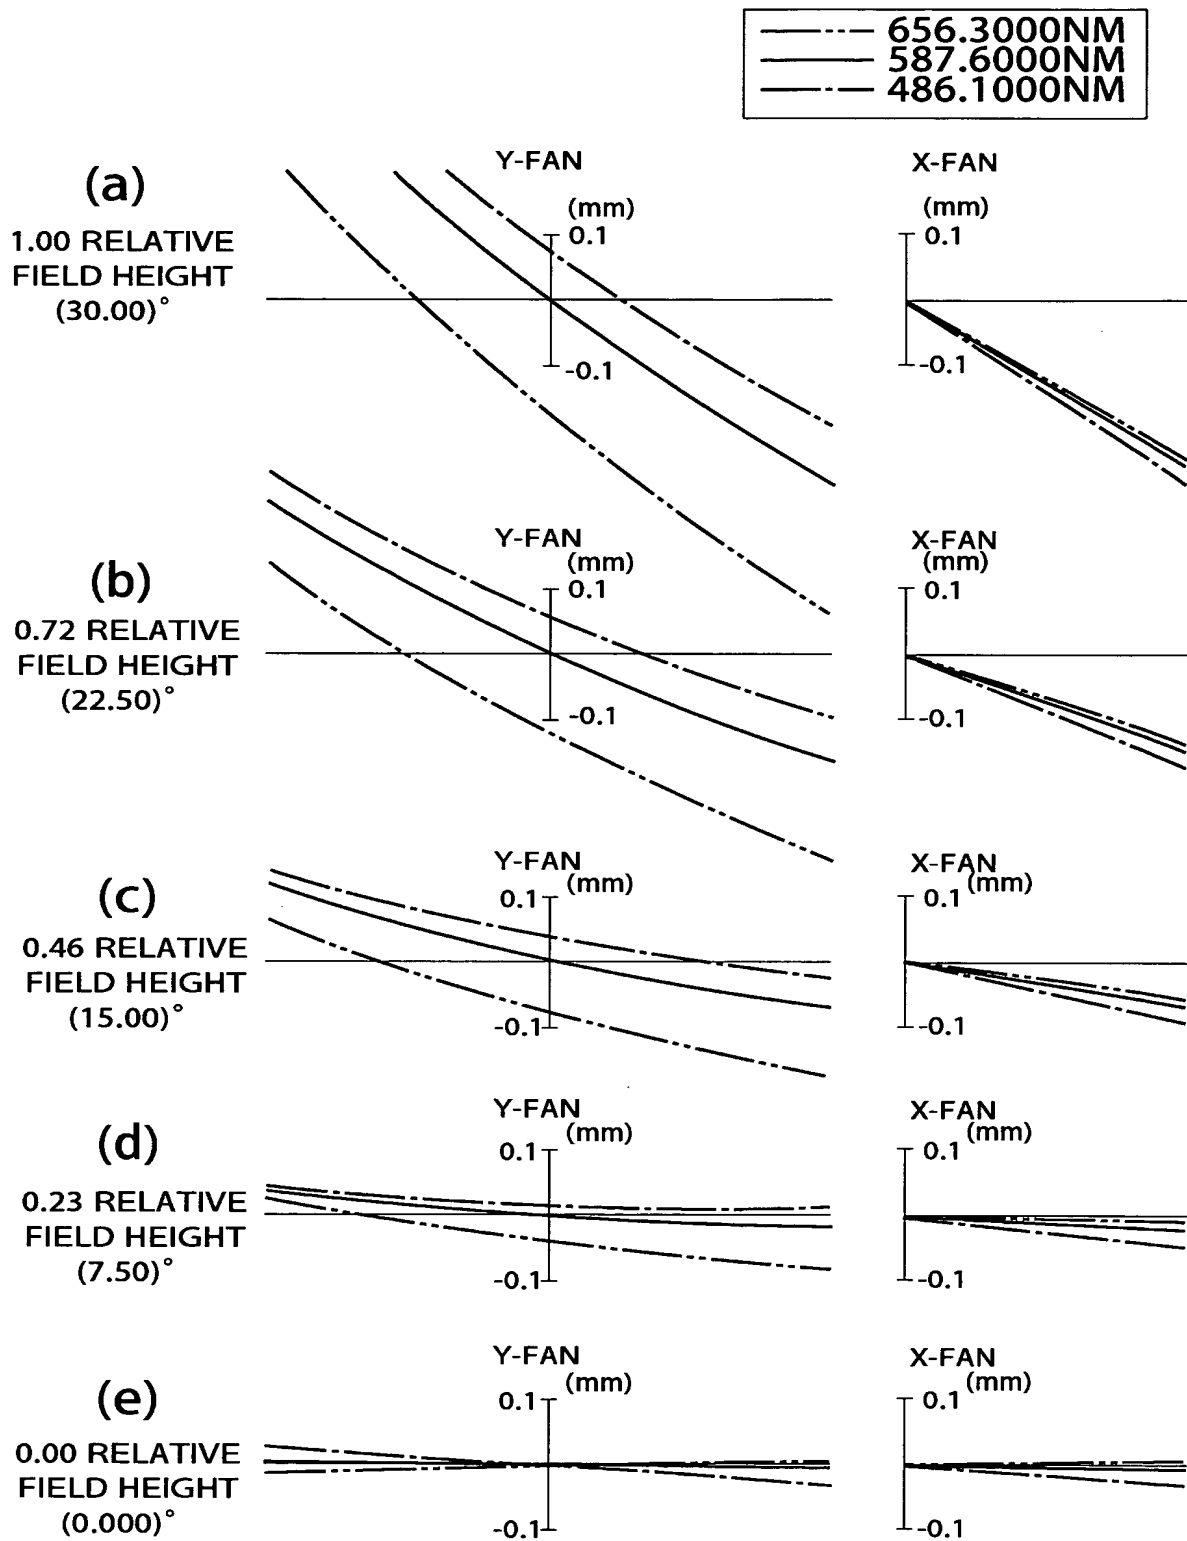 656.3000NM
587.6000NM
486.1000NM
(a)
1.00 RELATIVE
FIELD HEIGHT
(30.00)°
Y-FAN
(mm)
0.1
-0.1
X-FAN
(mm)
0.1
-0.1
(b)
0.72 RELATIVE
FIELD HEIGHT
(22.50)°
Y-FAN
(mm)
0.1
-0.1
X-FAN
(mm)
0.1
-0.1
(c)
0.46 RELATIVE
FIELD HEIGHT
(15.00)°
Y-FAN
(mm)
0.1
-0.1
X-FAN
(mm)
0.1
-0.1
(d)
0.23 RELATIVE
FIELD HEIGHT
(7.50)°
Y-FAN
(mm)
0.1
-0.1
X-FAN
(mm)
0.1
-0.1
(e)
0.00 RELATIVE
FIELD HEIGHT
(0.000)°
Y-FAN
(mm)
0.1
-0.1
X-FAN
(mm)
0.1
-0.1